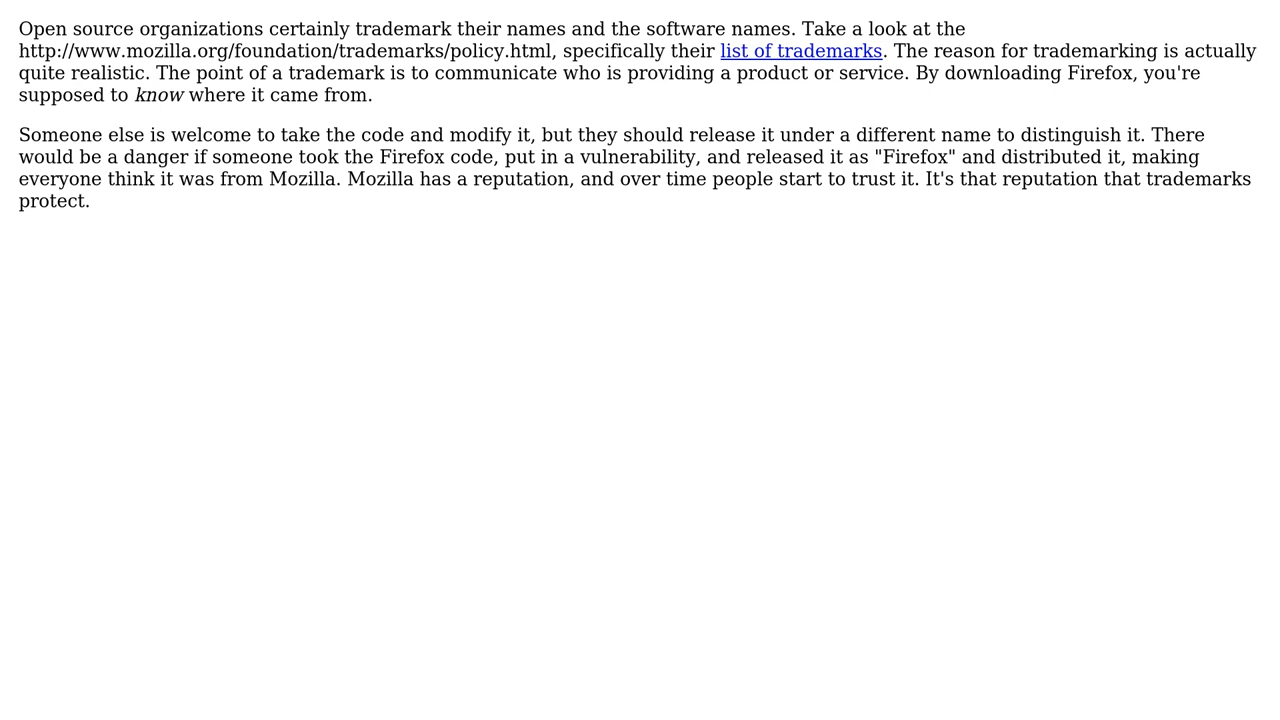 Open source organizations certainly trademark their names and the software names. Take a look at the
http://www.mozilla.org/foundation/trademarks/policy.html, specifically their list of trademarks. The reason for trademarking is actually
quite realistic. The point of a trademark is to communicate who is providing a product or service. By downloading Firefox, you're
supposed to know where it came from.
Someone else is welcome to take the code and modify it, but they should release it under a different name to distinguish it. There
would be a danger if someone took the Firefox code, put in a vulnerability, and released it as "Firefox" and distributed it, making
everyone think it was from Mozilla. Mozilla has a reputation, and over time people start to trust it. It's that reputation that trademarks
protect.